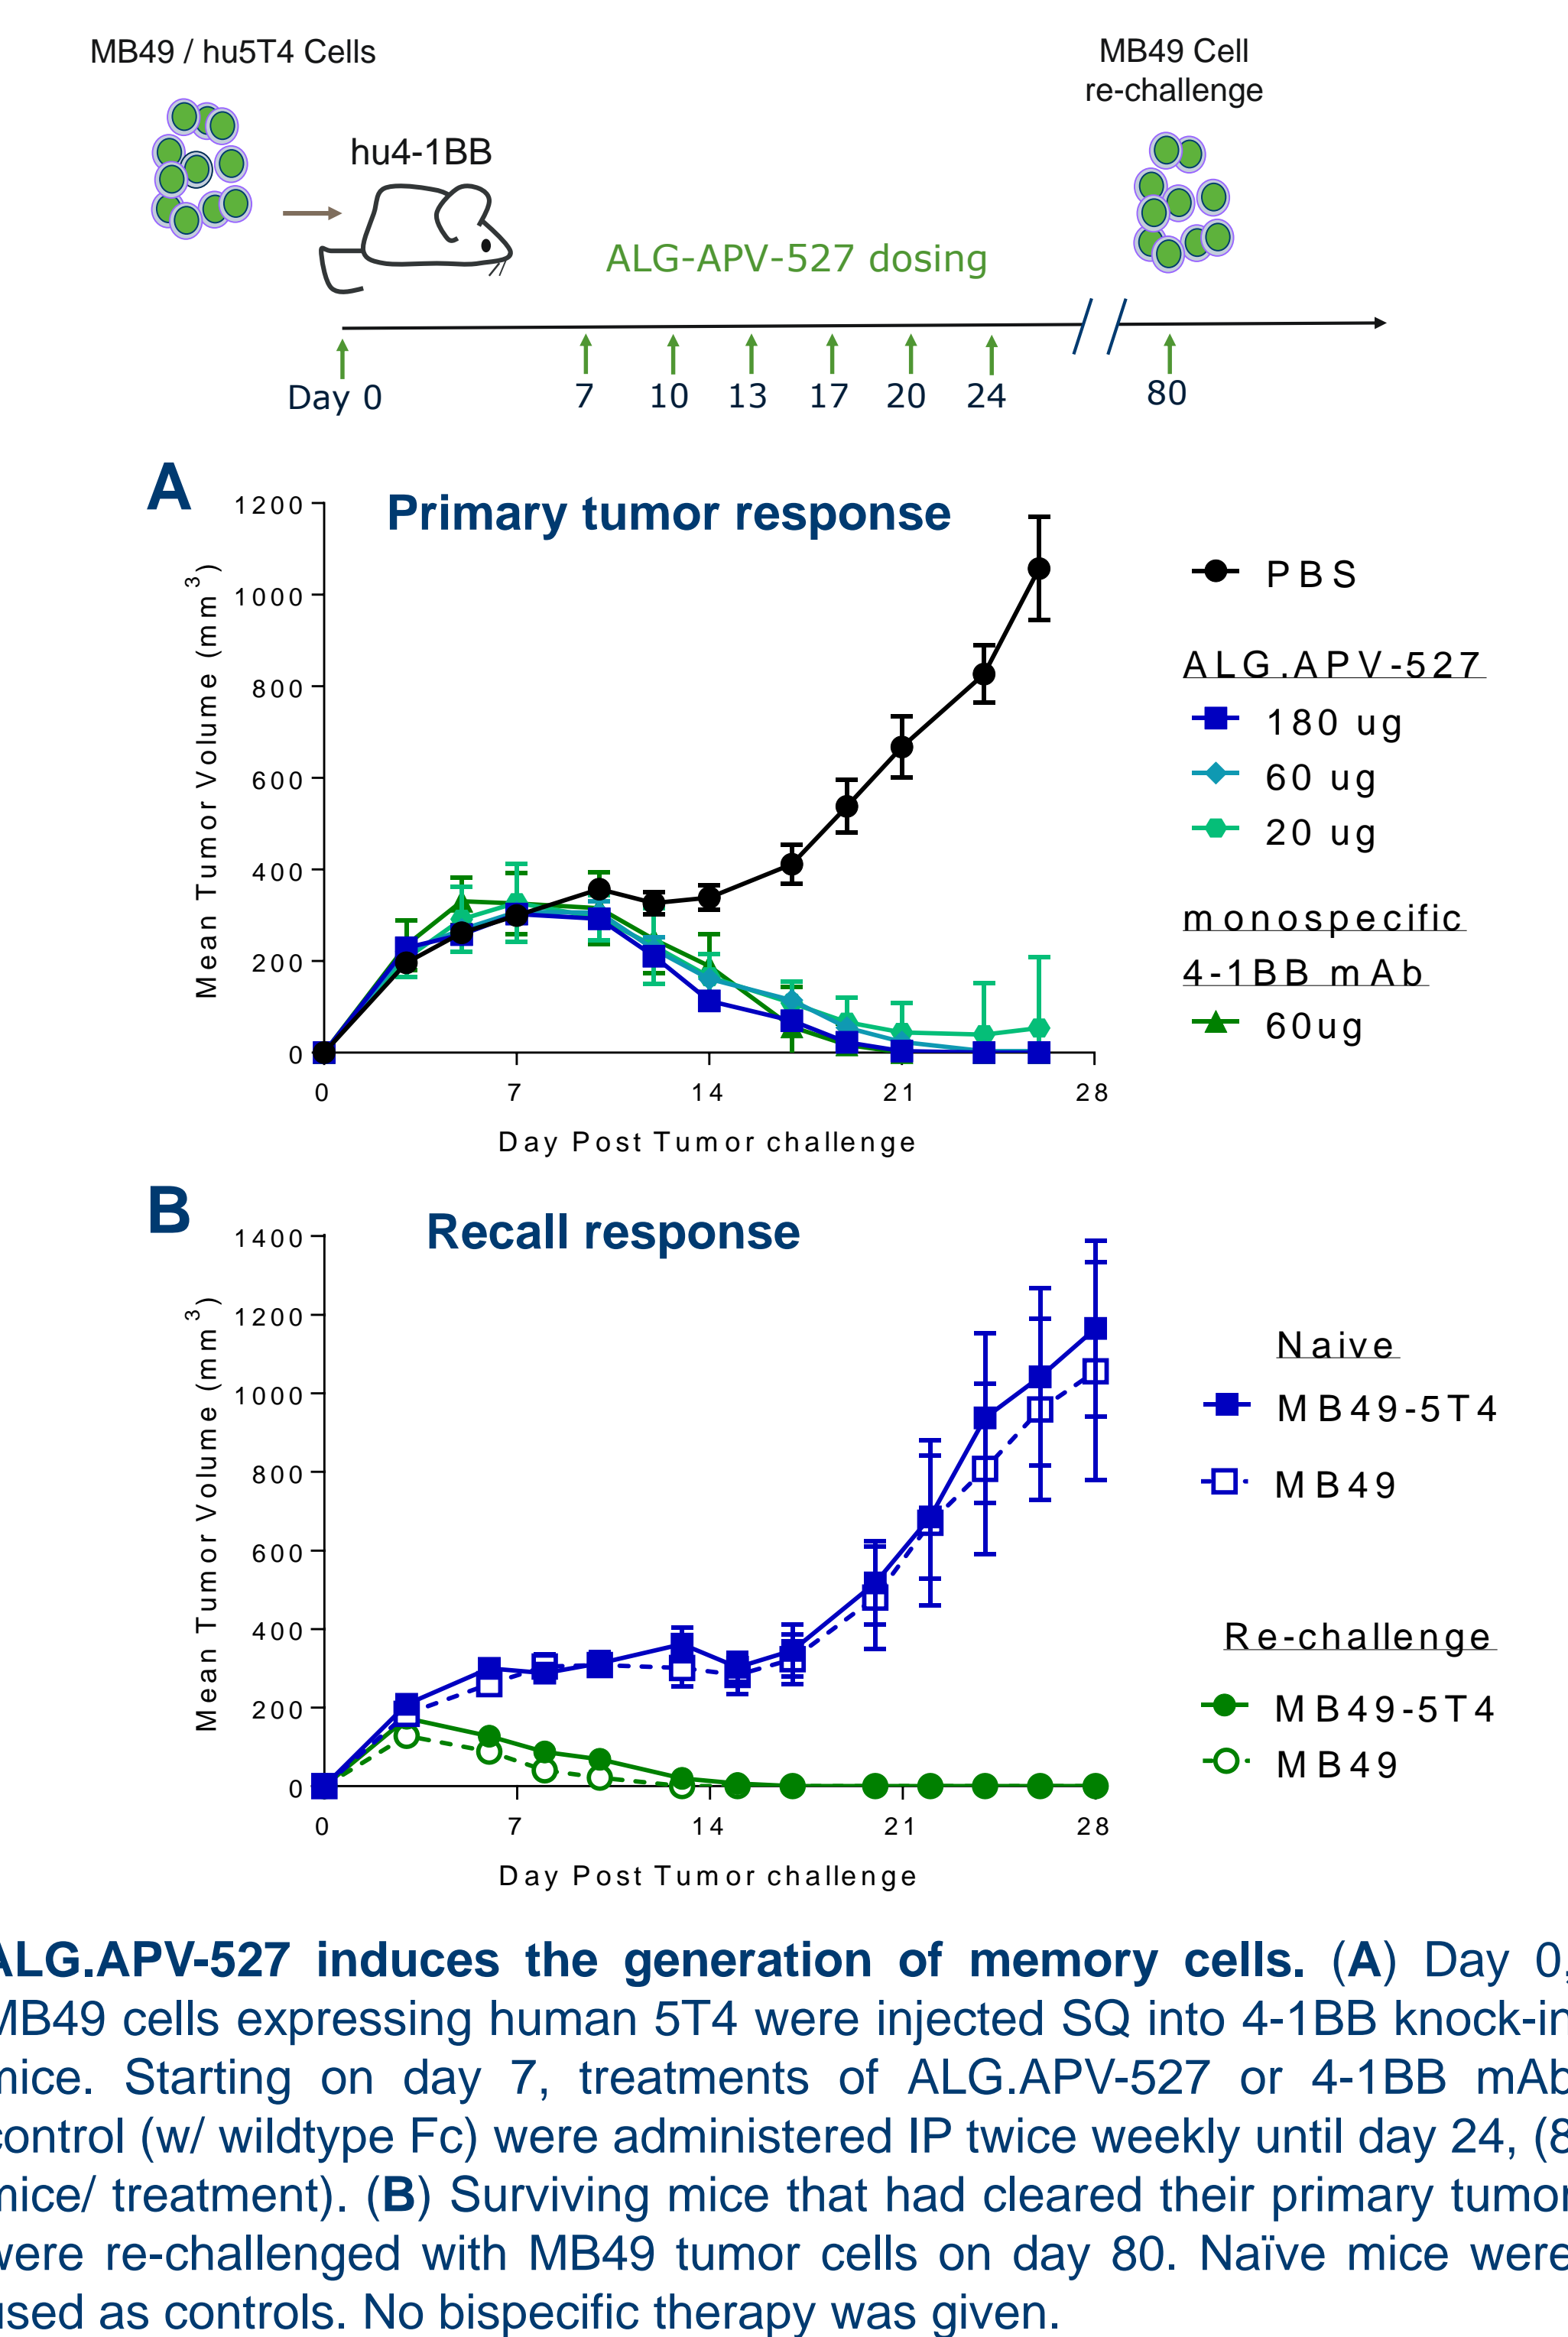 MB49 / hu5T4 Cells
MB49 Cell
re-challenge
hu4-1BB
ALG-APV-527 dosing
Day 0
7
10
13
17
20
24
80
A
Primary tumor response
Mean Tumor Volume (mm3)
1200
1000
800
600
400
200
0
0
7
14
21
28
Day Post Tumor challenge
PBS
ALG.APV-527
180 ug
60 ug
20 ug
monospecific
4-1BB mAb
60ug
B
Recall response
Mean Tumor Volume (mm3)
1400
1200
1000
800
600
400
200
0
0
7
14
21
28
Day Post Tumor challenge
Naive
MB49-5T4
MB49
Re-challenge
MB49-5T4
MB49
ALG.APV-527 induces the generation of memory cells. (A) Day 0,
MB49 cells expressing human 5T4 were injected SQ into 4-1BB knock-in
mice. Starting on day 7, treatments of ALG.APV-527 or 4-1BB mAb
control (w/ wildtype Fc) were administered IP twice weekly until day 24, (8
mice/ treatment). (B) Surviving mice that had cleared their primary tumor
were re-challenged with MB49 tumor cells on day 80. Naïve mice were
used as controls. No bispecific therapy was given.